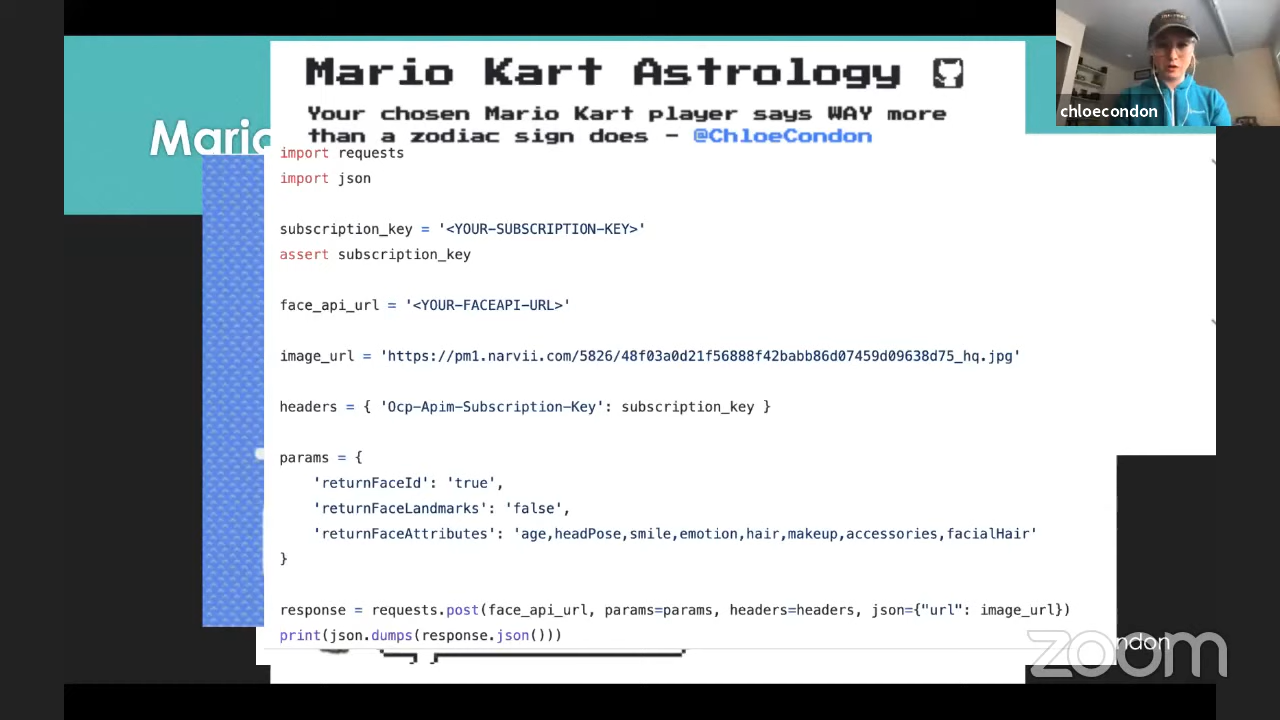 Mario Kart Astrology
Your chosen Mario Kart player says WAY more
than a zodiac sign does - @ChloeCondon
chloecondon
Mario
import requests
import json
subscription_key = '<YOUR-SUBSCRIPTION-KEY>'
assert subscription_key
face_api_url = '<YOUR-FACEAPI-URL>'
image_url = 'https://pm1.narvii.com/5826/48f03a0d21f56888f42babb86d07459d09638d75_hq.jpg'
headers = { 'Ocp-Apim-Subscription-Key': subscription_key }
params = {
    'returnFaceId': 'true',
    'returnFaceLandmarks': 'false',
    'returnFaceAttributes': 'age,headPose,smile,emotion,hair,makeup,accessories,facialHair'
}
response = requests.post(face_api_url, params=params, headers=headers, json={"url": image_url})
print(json.dumps(response.json()))
ondon
zoom